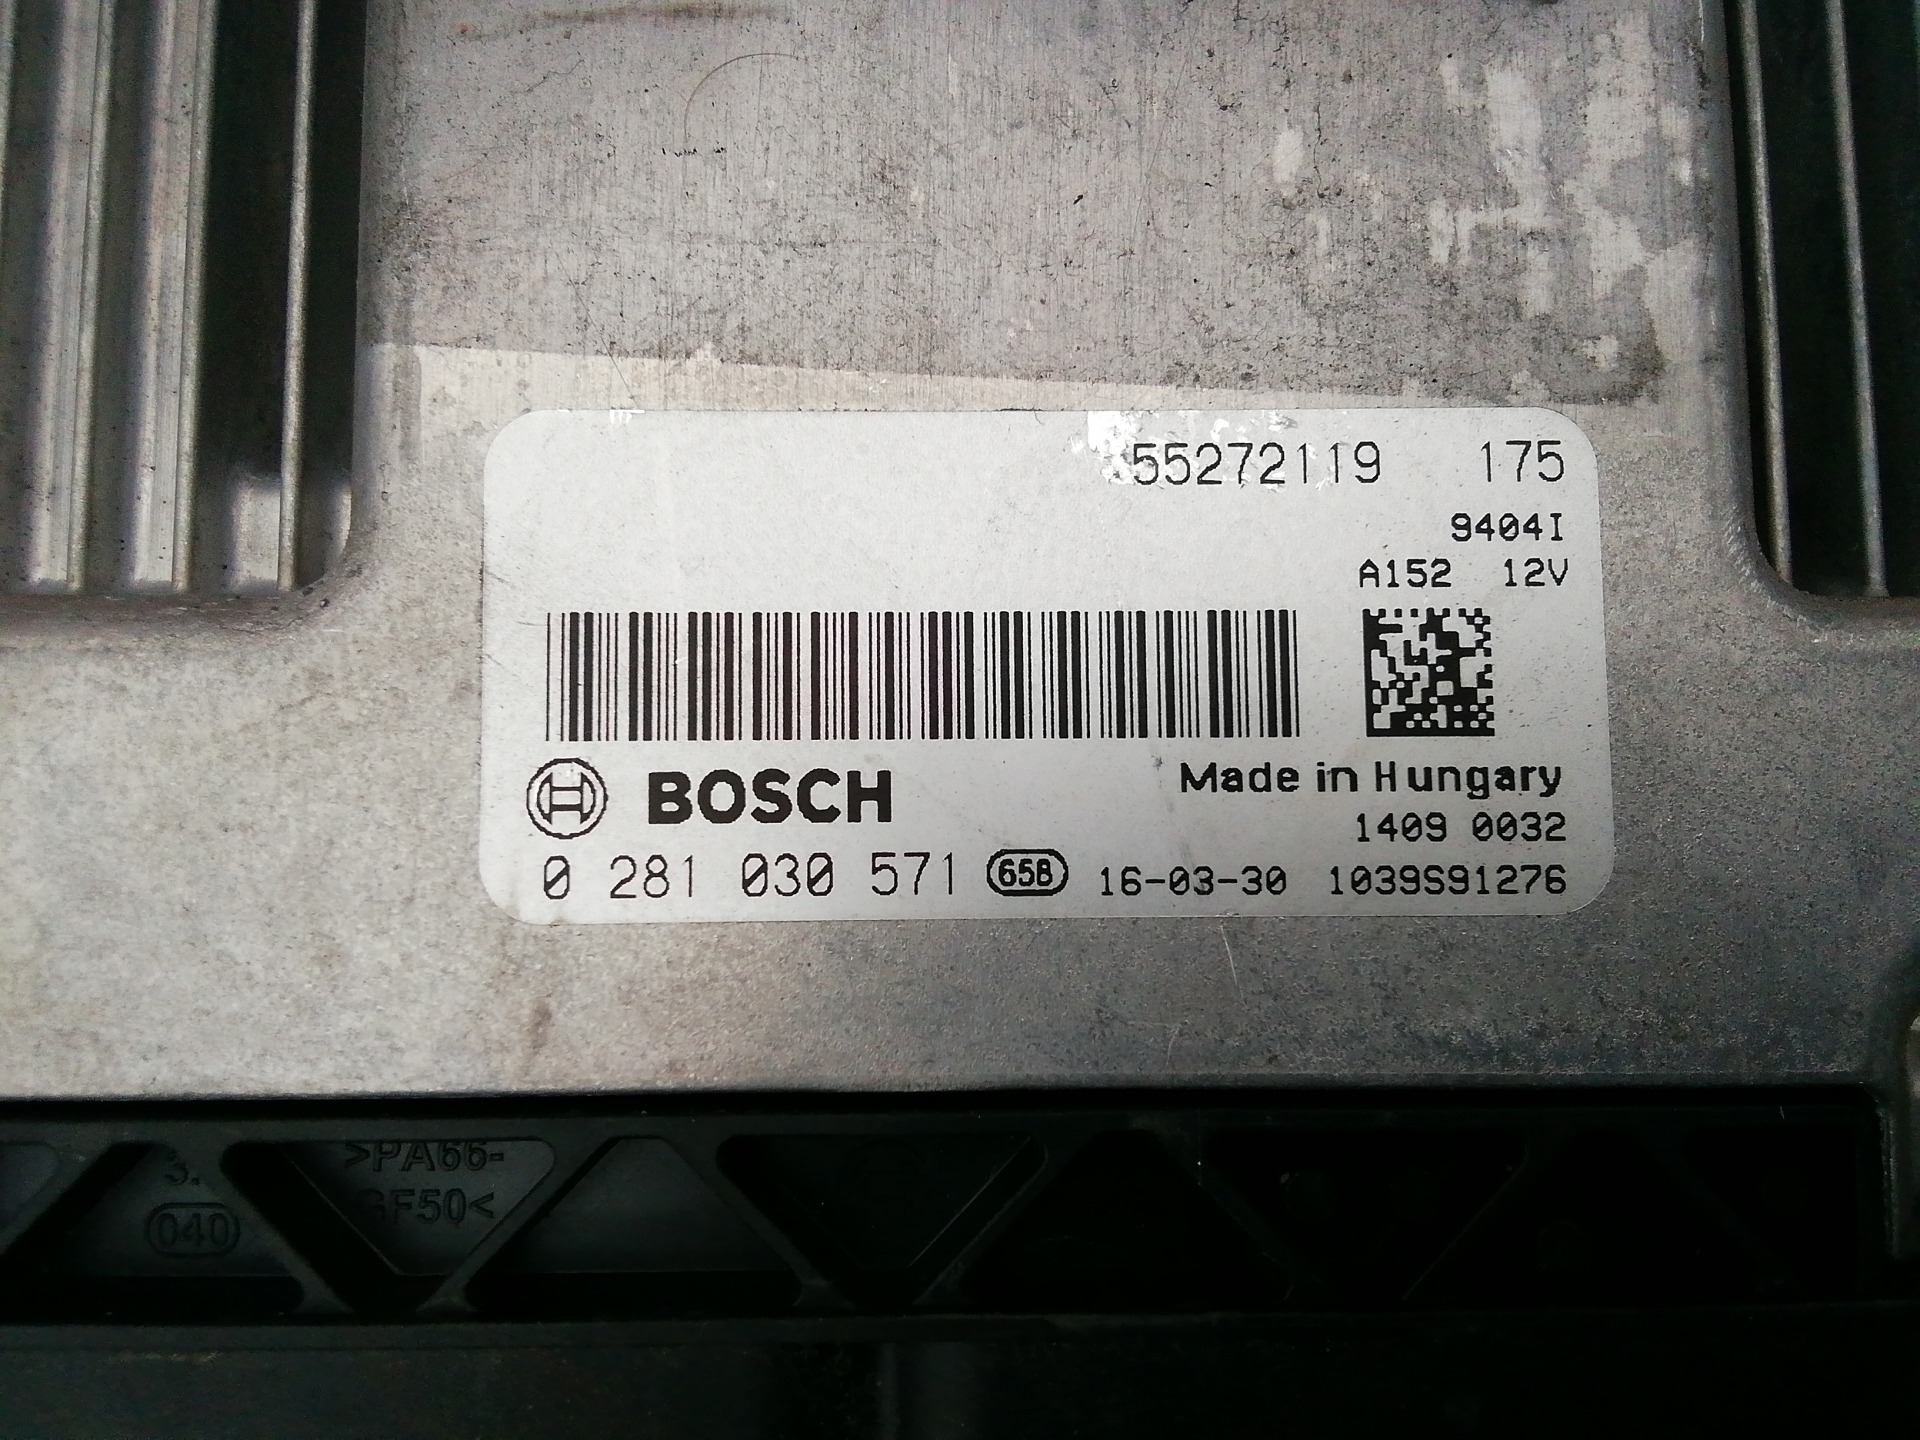 55272119 175
9404I
A152 12V
BOSCH
Made in Hungary
1409 0032
0 281 030 571 65B 16-03-30 1039S91276
>PA66-
GF50<
3.
040